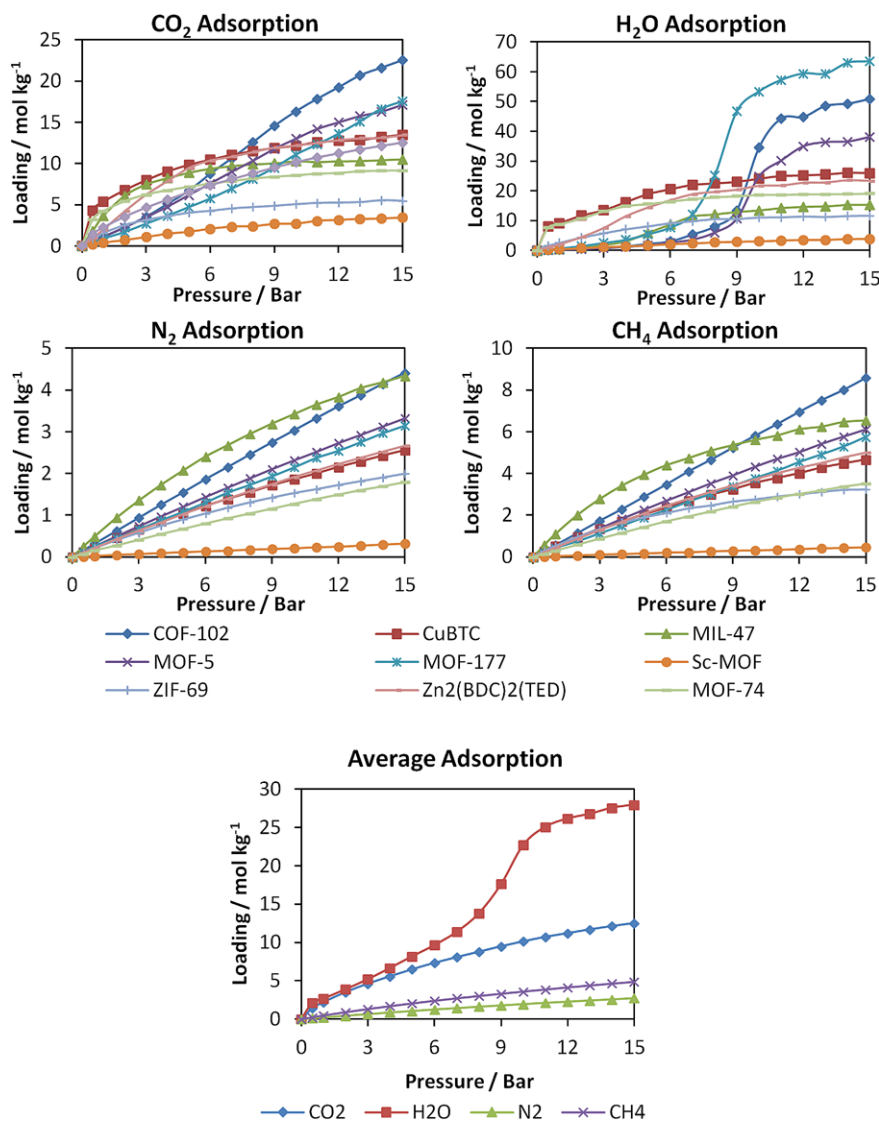 CO₂ Adsorption
Loading / mol kg⁻¹
25
20
15
10
5
0
0 3 6 9 12 15
Pressure / Bar
H₂O Adsorption
Loading / mol kg⁻¹
70
60
50
40
30
20
10
0
0 3 6 9 12 15
Pressure / Bar
N₂ Adsorption
Loading / mol kg⁻¹
5
4
3
2
1
0
0 3 6 9 12 15
Pressure / Bar
CH₄ Adsorption
Loading / mol kg⁻¹
10
8
6
4
2
0
0 3 6 9 12 15
Pressure / Bar
COF-102 CuBTC MIL-47
MOF-5 MOF-177 Sc-MOF
ZIF-69 Zn2(BDC)2(TED) MOF-74
Average Adsorption
Loading / mol kg⁻¹
30
25
20
15
10
5
0
0 3 6 9 12 15
Pressure / Bar
CO2 H2O N2 CH4